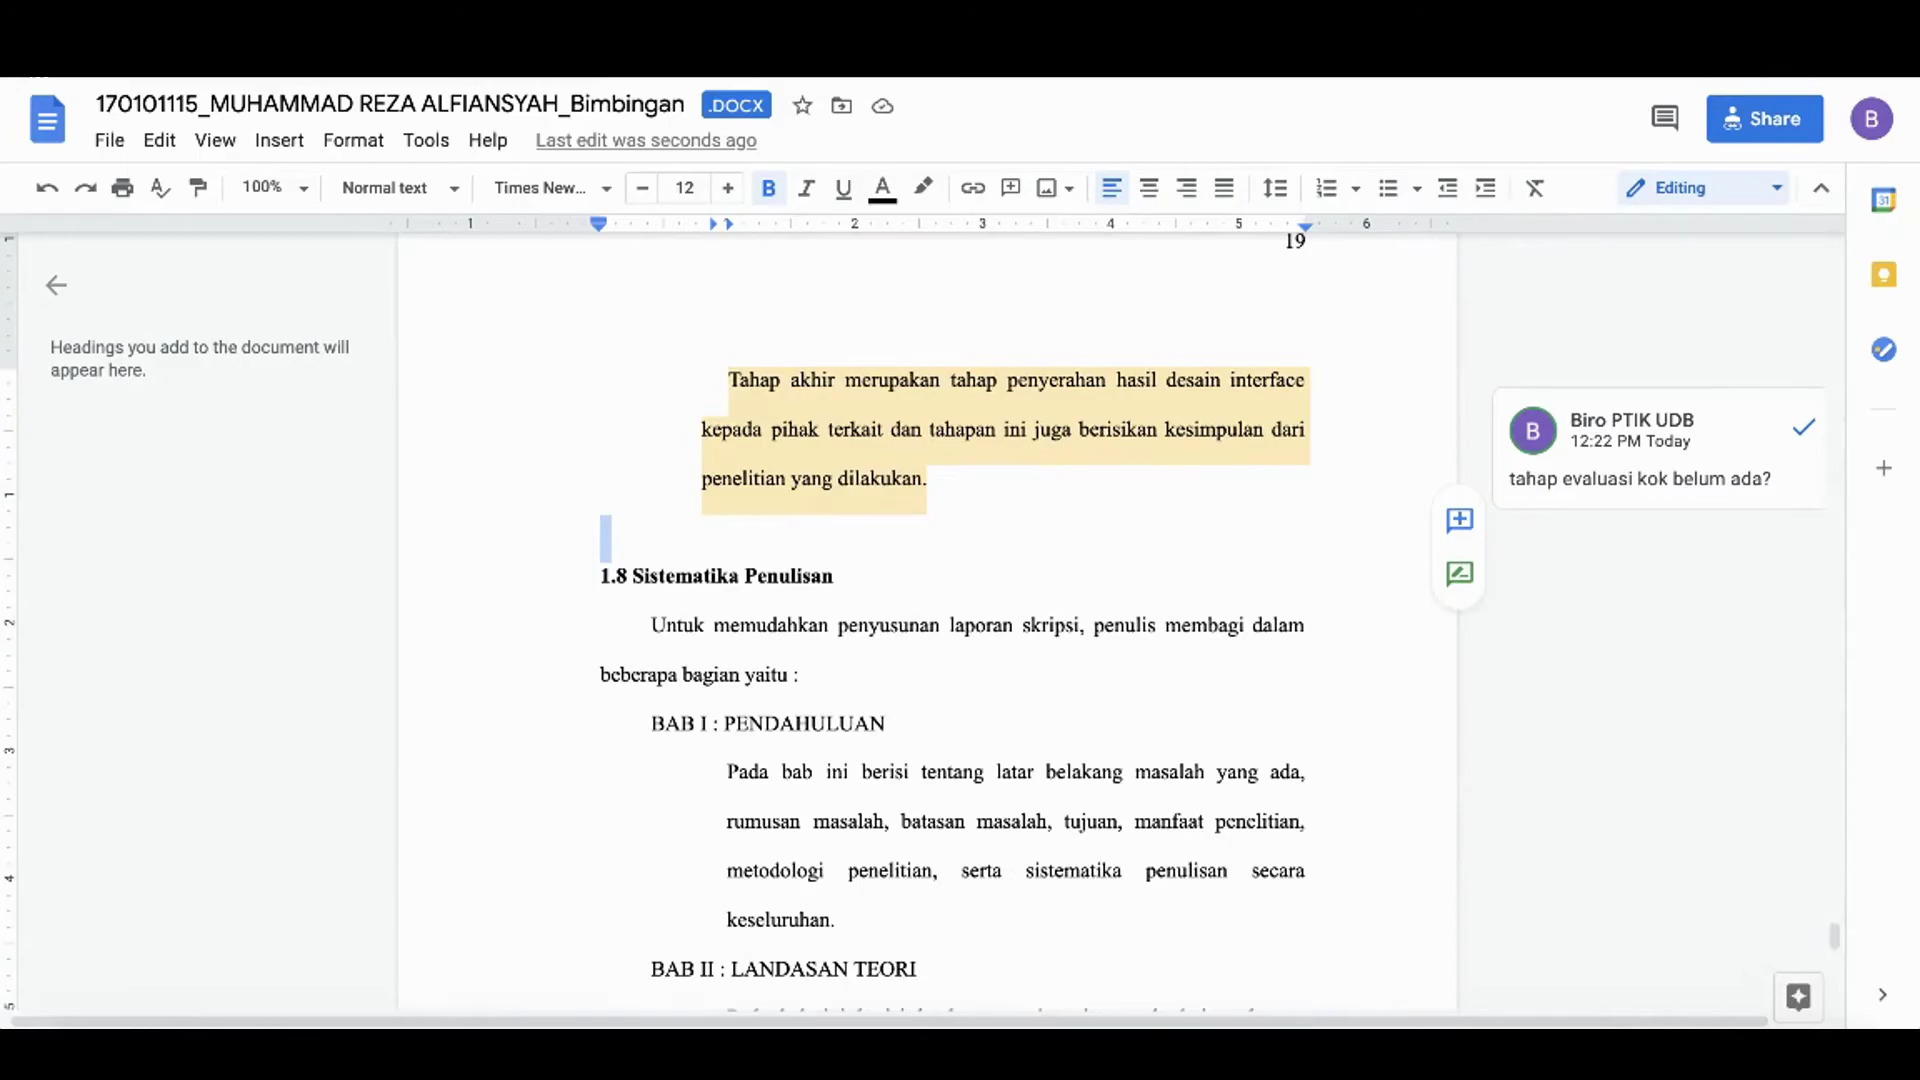 170101115_MUHAMMAD REZA ALFIANSYAH_Bimbingan .DOCX
File Edit View Insert Format Tools Help Last edit was seconds ago
Share
B
100% Normal text Times New... 12 B I U A Editing
1 1 2 3 4 5 6
19
Headings you add to the document will
appear here.
Tahap akhir merupakan tahap penyerahan hasil desain interface
kepada pihak terkait dan tahapan ini juga berisikan kesimpulan dari
penelitian yang dilakukan.
B
Biro PTIK UDB
12:22 PM Today
tahap evaluasi kok belum ada?
1.8 Sistematika Penulisan
Untuk memudahkan penyusunan laporan skripsi, penulis membagi dalam
beberapa bagian yaitu :
BAB I : PENDAHULUAN
Pada bab ini berisi tentang latar belakang masalah yang ada,
rumusan masalah, batasan masalah, tujuan, manfaat penelitian,
metodologi penelitian, serta sistematika penulisan secara
keseluruhan.
BAB II : LANDASAN TEORI